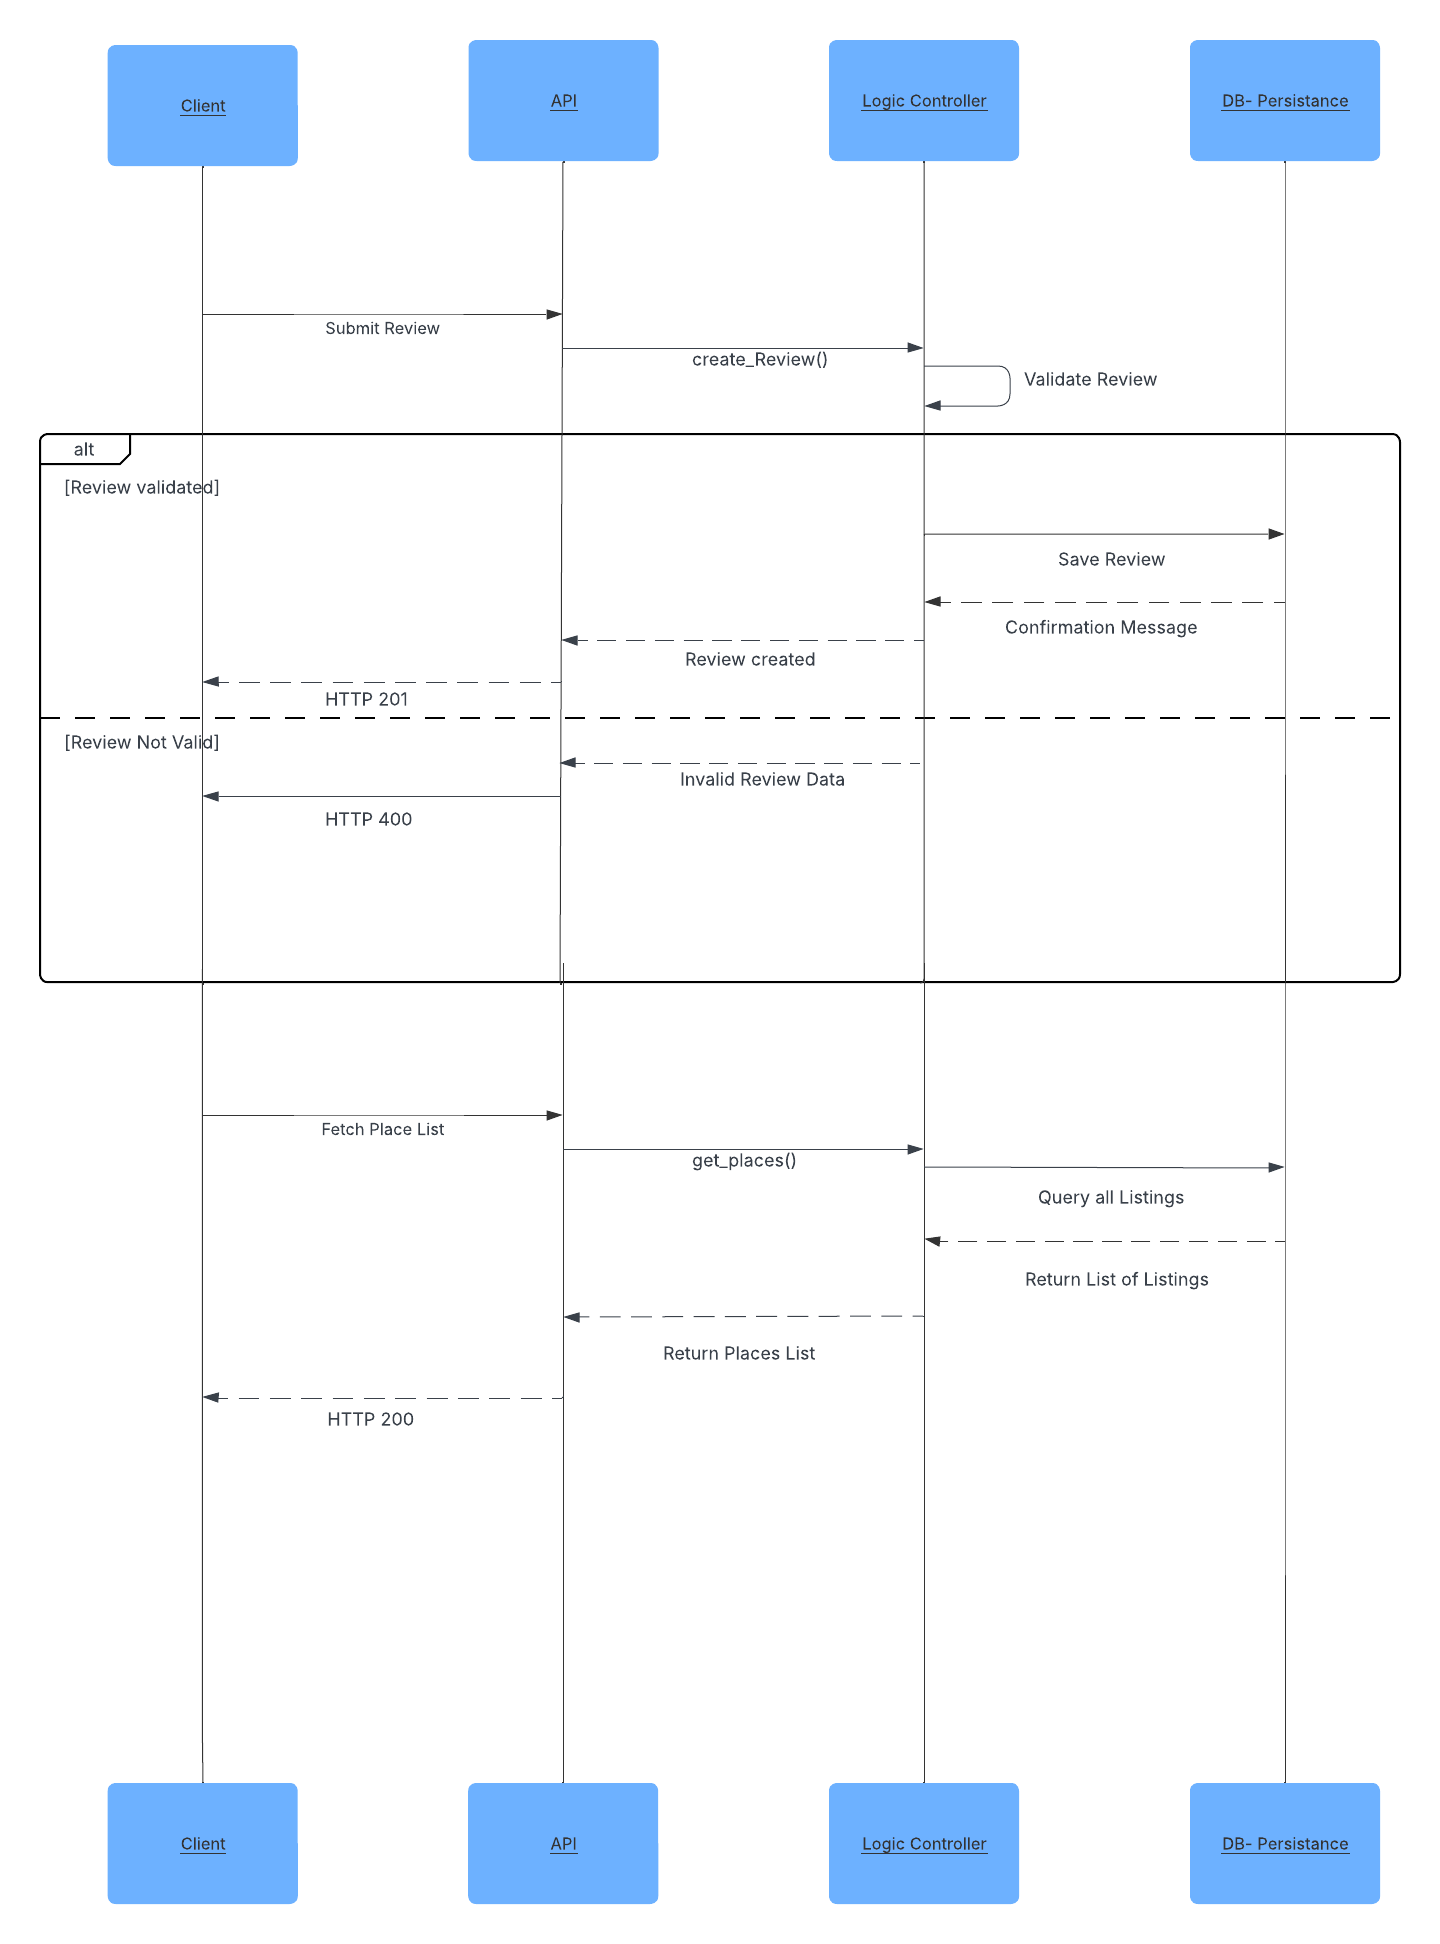 Client
API
Logic Controller
DB- Persistance
Submit Review
create_Review()
Validate Review
alt
[Review validated]
Save Review
Confirmation Message
Review created
HTTP 201
[Review Not Valid]
Invalid Review Data
HTTP 400
Fetch Place List
get_places()
Query all Listings
Return List of Listings
Return Places List
HTTP 200
Client
API
Logic Controller
DB- Persistance